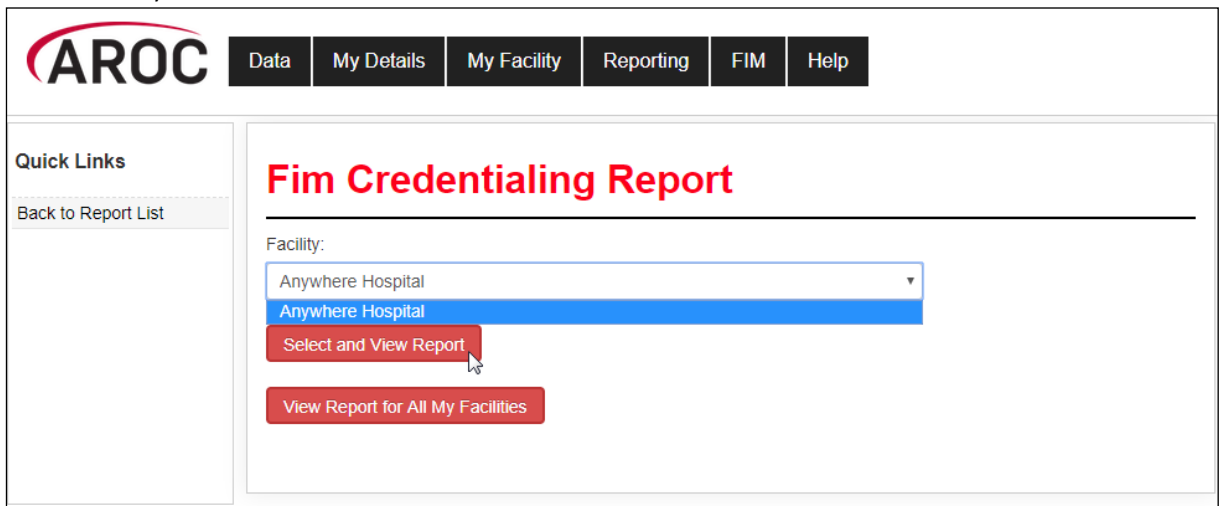 AROC
Data My Details My Facility Reporting FIM Help
Quick Links
Back to Report List
Fim Credentialing Report
Facility:
Anywhere Hospital
Anywhere Hospital
Select and View Report
View Report for All My Facilities